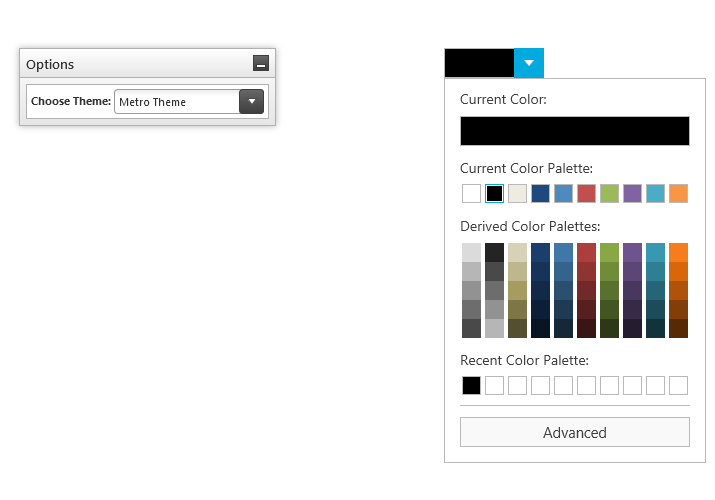 Options
Choose Theme: Metro Theme
Current Color:
Current Color Palette:
Derived Color Palettes:
Recent Color Palette:
Advanced